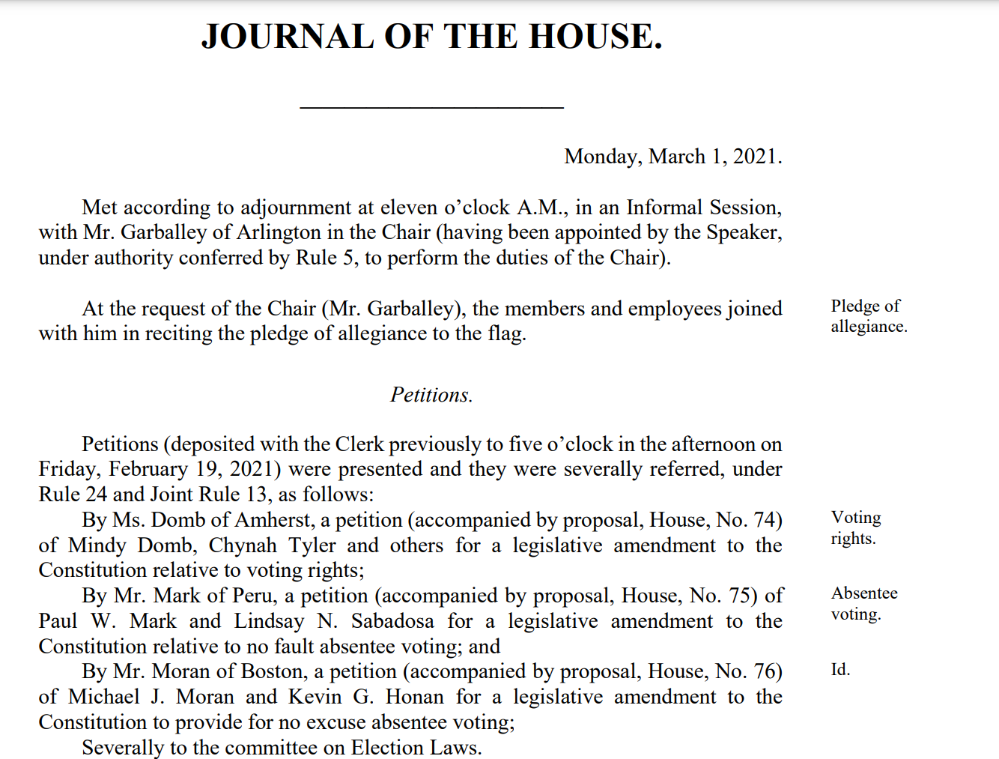 JOURNAL OF THE HOUSE.
Monday, March 1, 2021.
Met according to adjournment at eleven o’clock A.M., in an Informal Session,
with Mr. Garballey of Arlington in the Chair (having been appointed by the Speaker,
under authority conferred by Rule 5, to perform the duties of the Chair).
At the request of the Chair (Mr. Garballey), the members and employees joined
with him in reciting the pledge of allegiance to the flag.
Pledge of
allegiance.
Petitions.
Petitions (deposited with the Clerk previously to five o’clock in the afternoon on
Friday, February 19, 2021) were presented and they were severally referred, under
Rule 24 and Joint Rule 13, as follows:
By Ms. Domb of Amherst, a petition (accompanied by proposal, House, No. 74)
of Mindy Domb, Chynah Tyler and others for a legislative amendment to the
Constitution relative to voting rights;
Voting
rights.
By Mr. Mark of Peru, a petition (accompanied by proposal, House, No. 75) of
Paul W. Mark and Lindsay N. Sabadosa for a legislative amendment to the
Constitution relative to no fault absentee voting; and
Absentee
voting.
By Mr. Moran of Boston, a petition (accompanied by proposal, House, No. 76)
of Michael J. Moran and Kevin G. Honan for a legislative amendment to the
Constitution to provide for no excuse absentee voting;
Id.
Severally to the committee on Election Laws.